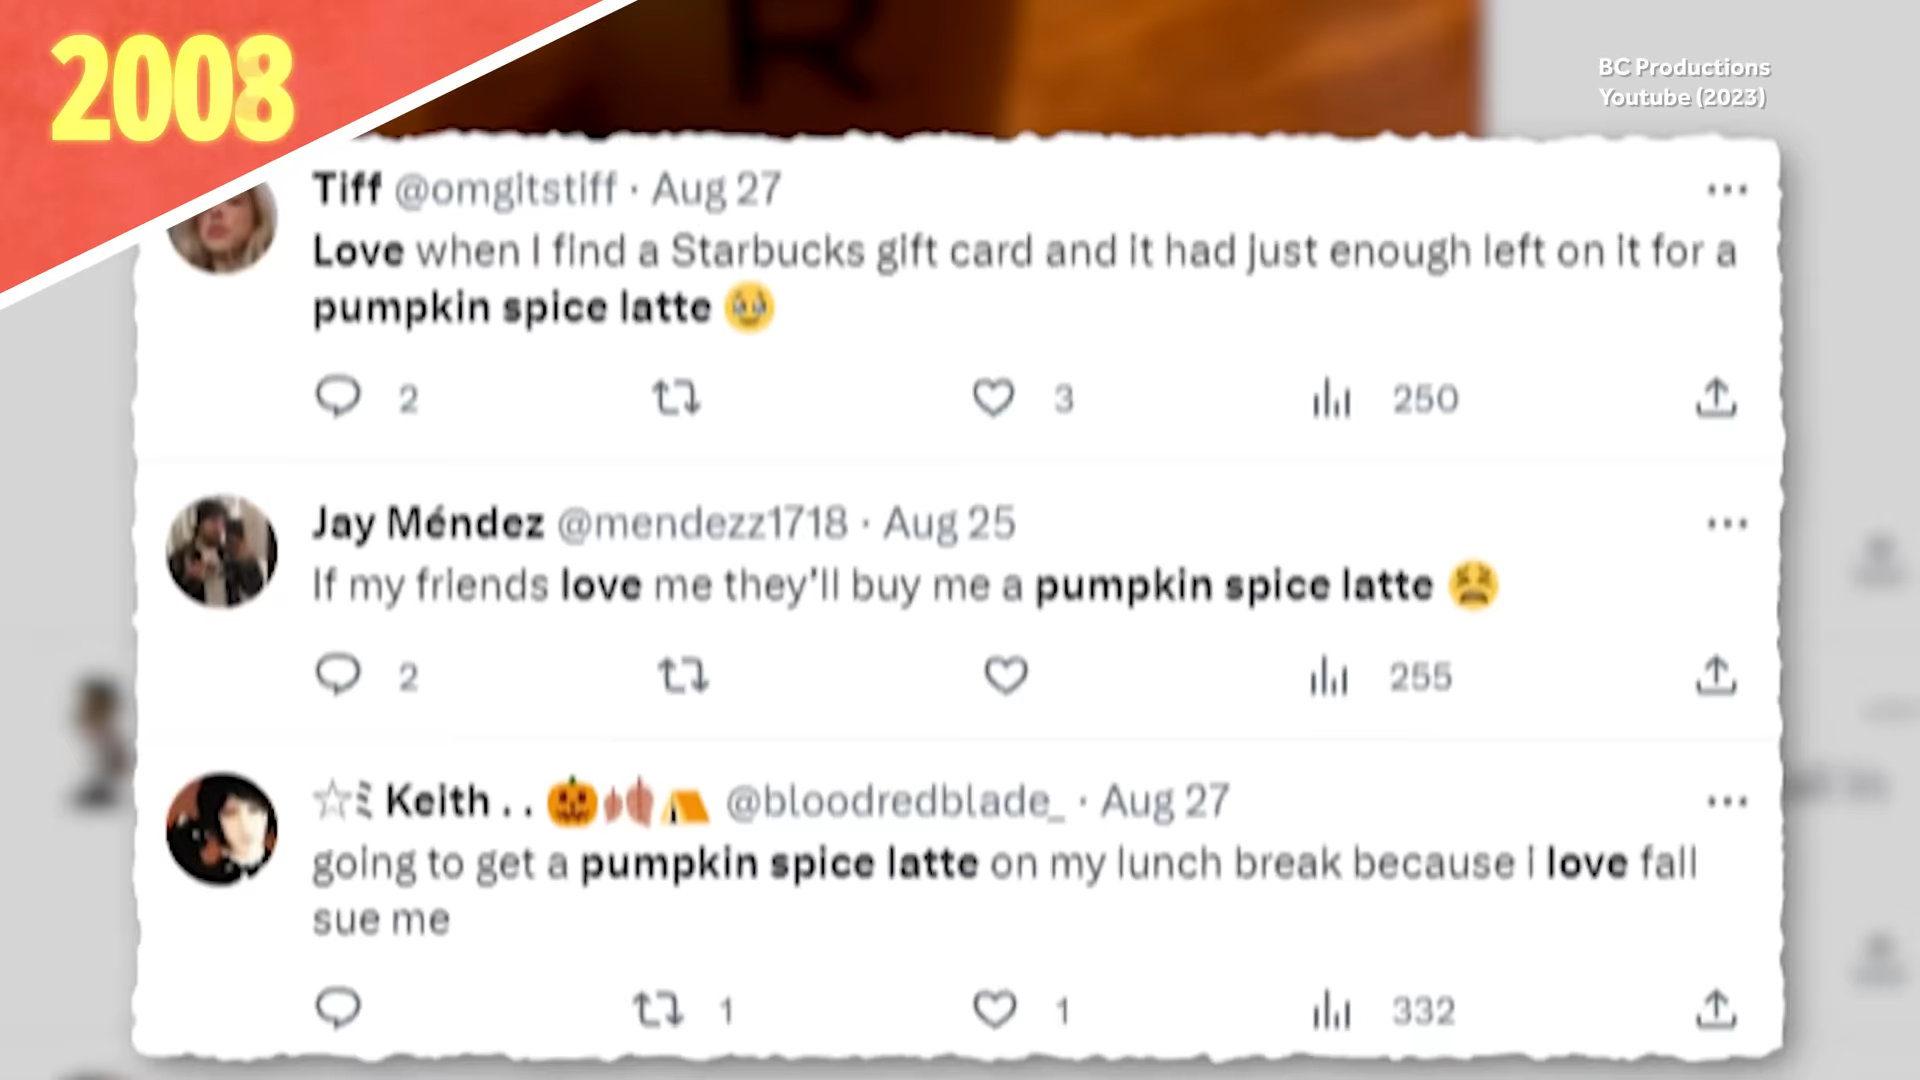 2008
BC Productions
Youtube (2023)
R
Tiff @omgitstiff · Aug 27
Love when I find a Starbucks gift card and it had just enough left on it for a
pumpkin spice latte 🥹
2 3 250
Jay Méndez @mendezz1718 · Aug 25
If my friends love me they'll buy me a pumpkin spice latte 😫
2 255
☆ミ Keith . . 🎃🍂⛺ @bloodredblade_ · Aug 27
going to get a pumpkin spice latte on my lunch break because i love fall
sue me
1 1 332